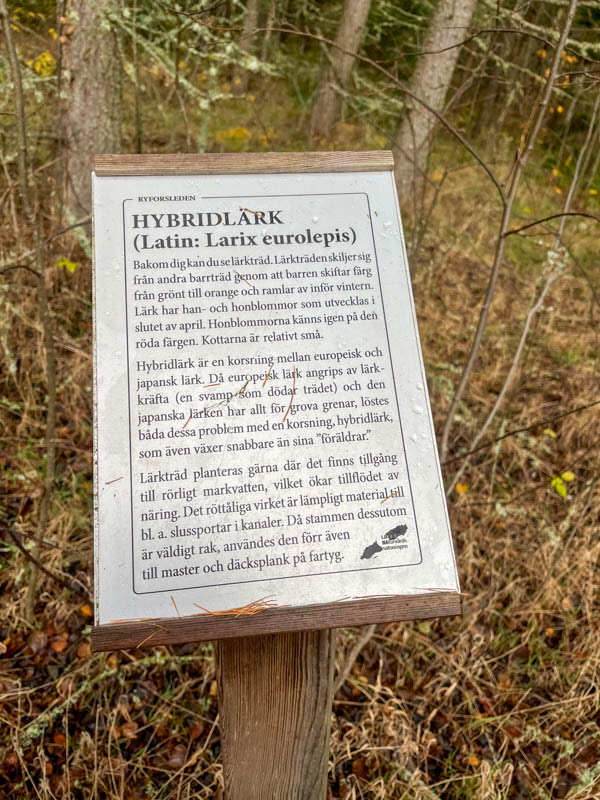 RYFORSLEDEN
HYBRIDLÄRK
(Latin: Larix eurolepis)
Bakom dig kan du se lärkträd. Lärkträden skiljer sig
från andra barrträd genom att barren skiftar färg
från grönt till orange och ramlar av inför vintern.
Lärk har han- och honblommor som utvecklas i
slutet av april. Honblommorna känns igen på den
röda färgen. Kottarna är relativt små.
Hybridlärk är en korsning mellan europeisk och
japansk lärk. Då europeisk lärk angrips av lärk-
kräfta (en svamp som dödar trädet) och den
japanska lärken har allt för grova grenar, löstes
båda dessa problem med en korsning, hybridlärk,
som även växer snabbare än sina ”föräldrar.”
Lärkträd planteras gärna där det finns tillgång
till rörligt markvatten, vilket ökar tillflödet av
näring. Det röttåliga virket är lämpligt material till
bl. a. slussportar i kanaler. Då stammen dessutom
är väldigt rak, användes den förr även
till master och däcksplank på fartyg.